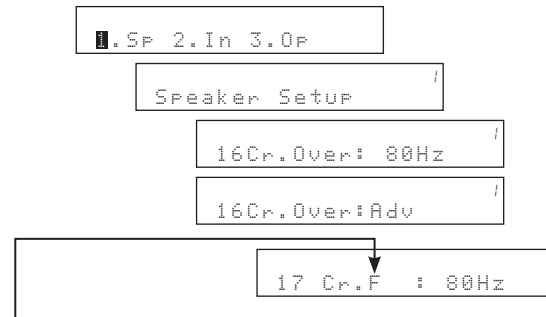 1.Sp 2.In 3.Op
1
Speaker Setup
1
16Cr.Over: 80Hz
1
16Cr.Over:Adv
17 Cr.F : 80Hz